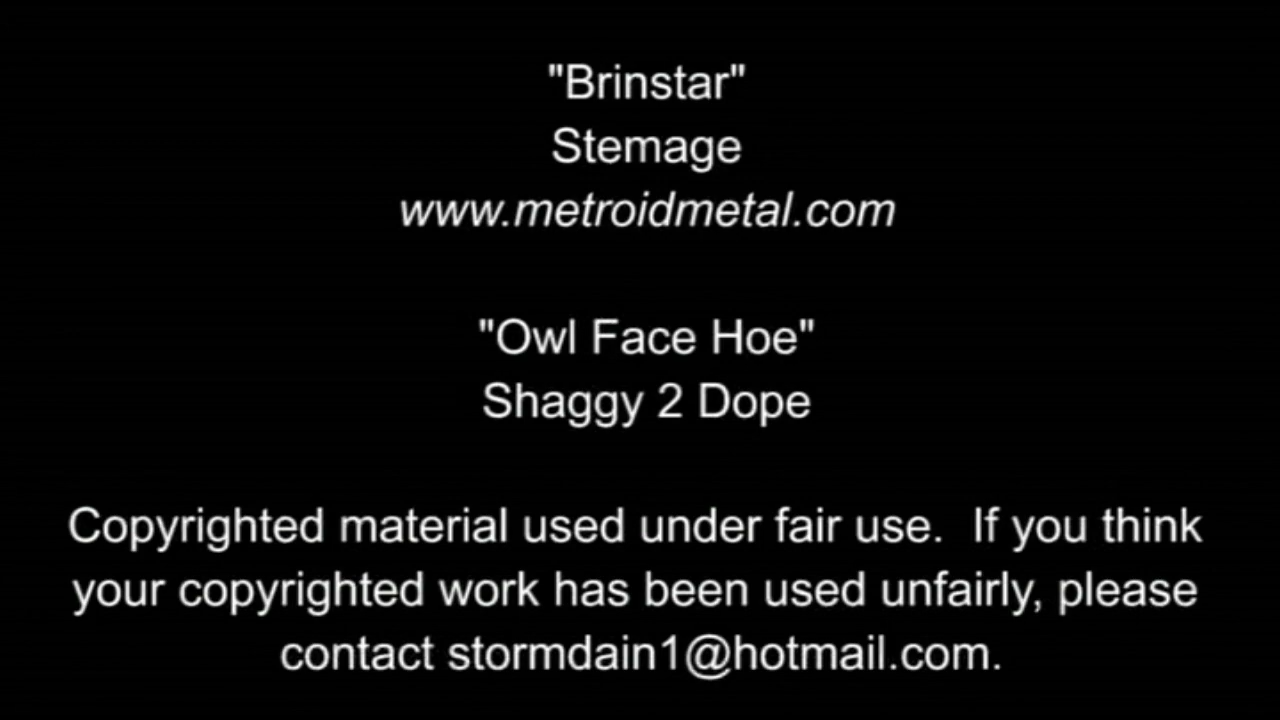 "Brinstar"
Stemage
www.metroidmetal.com
"Owl Face Hoe"
Shaggy 2 Dope
Copyrighted material used under fair use.  If you think
your copyrighted work has been used unfairly, please
contact stormdain1@hotmail.com.